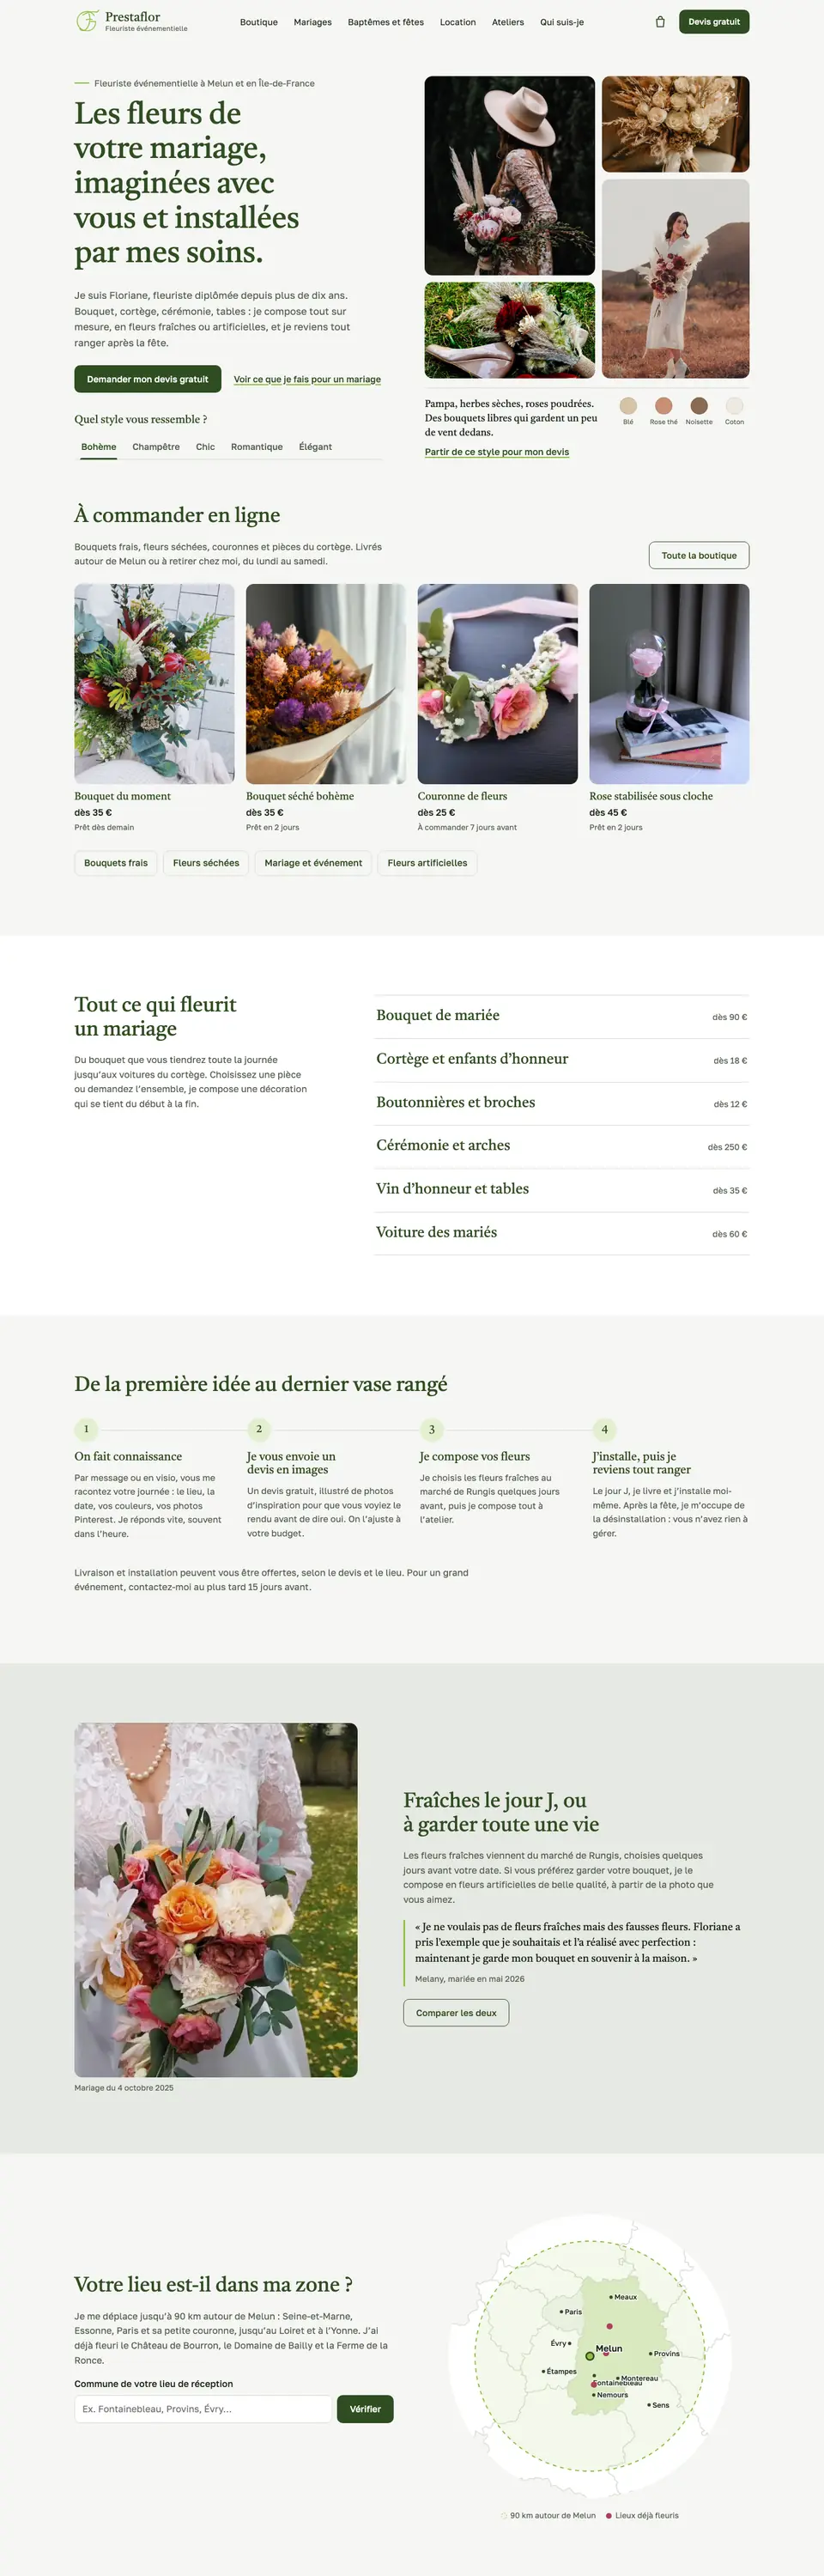 Prestaflor
Fleuriste événementielle
Boutique
Mariages
Baptêmes et fêtes
Location
Ateliers
Qui suis-je
Devis gratuit
Fleuriste événementielle à Melun et en Île-de-France
Les fleurs de
votre mariage,
imaginées avec
vous et installées
par mes soins.
Je suis Floriane, fleuriste diplômée depuis plus de dix ans.
Bouquet, cortège, cérémonie, tables : je compose tout sur
mesure, en fleurs fraîches ou artificielles, et je reviens tout
ranger après la fête.
Demander mon devis gratuit
Voir ce que je fais pour un mariage
Quel style vous ressemble ?
Bohème
Champêtre
Chic
Romantique
Élégant
Pampa, herbes sèches, roses poudrées.
Des bouquets libres qui gardent un peu
de vent dedans.
Partir de ce style pour mon devis
Blé
Rose thé
Noisette
Coton
À commander en ligne
Bouquets frais, fleurs séchées, couronnes et pièces du cortège. Livrés
autour de Melun ou à retirer chez moi, du lundi au samedi.
Toute la boutique
Bouquet du moment
dès 35 €
Prêt dès demain
Bouquet séché bohème
dès 35 €
Prêt en 2 jours
Couronne de fleurs
dès 25 €
À commander 7 jours avant
Rose stabilisée sous cloche
dès 45 €
Prêt en 2 jours
Bouquets frais
Fleurs séchées
Mariage et événement
Fleurs artificielles
Tout ce qui fleurit
un mariage
Du bouquet que vous tiendrez toute la journée
jusqu’aux voitures du cortège. Choisissez une pièce
ou demandez l’ensemble, je compose une décoration
qui se tient du début à la fin.
Bouquet de mariée
dès 90 €
Cortège et enfants d’honneur
dès 18 €
Boutonnières et broches
dès 12 €
Cérémonie et arches
dès 250 €
Vin d’honneur et tables
dès 35 €
Voiture des mariés
dès 60 €
De la première idée au dernier vase rangé
1
On fait connaissance
Par message ou en visio, vous me
racontez votre journée : le lieu, la
date, vos couleurs, vos photos
Pinterest. Je réponds vite, souvent
dans l’heure.
2
Je vous envoie un
devis en images
Un devis gratuit, illustré de photos
d’inspiration pour que vous voyiez le
rendu avant de dire oui. On l’ajuste à
votre budget.
3
Je compose vos fleurs
Je choisis les fleurs fraîches au
marché de Rungis quelques jours
avant, puis je compose tout à
l’atelier.
4
J’installe, puis je
reviens tout ranger
Le jour J, je livre et j’installe moi-
même. Après la fête, je m’occupe de
la désinstallation : vous n’avez rien à
gérer.
Livraison et installation peuvent vous être offertes, selon le devis et le lieu. Pour un grand
événement, contactez-moi au plus tard 15 jours avant.
Mariage du 4 octobre 2025
Fraîches le jour J, ou
à garder toute une vie
Les fleurs fraîches viennent du marché de Rungis, choisies quelques
jours avant votre date. Si vous préférez garder votre bouquet, je le
compose en fleurs artificielles de belle qualité, à partir de la photo que
vous aimez.
« Je ne voulais pas de fleurs fraîches mais des fausses fleurs. Floriane a
pris l’exemple que je souhaitais et l’a réalisé avec perfection :
maintenant je garde mon bouquet en souvenir à la maison. »
Melany, mariée en mai 2026
Comparer les deux
Votre lieu est-il dans ma zone ?
Je me déplace jusqu’à 90 km autour de Melun : Seine-et-Marne,
Essonne, Paris et sa petite couronne, jusqu’au Loiret et à l’Yonne. J’ai
déjà fleuri le Château de Bourron, le Domaine de Bailly et la Ferme de la
Ronce.
Commune de votre lieu de réception
Ex. Fontainebleau, Provins, Évry…
Vérifier
Meaux
Paris
Évry
Melun
Provins
Étampes
Montereau
Fontainebleau
Nemours
Sens
90 km autour de Melun
Lieux déjà fleuris